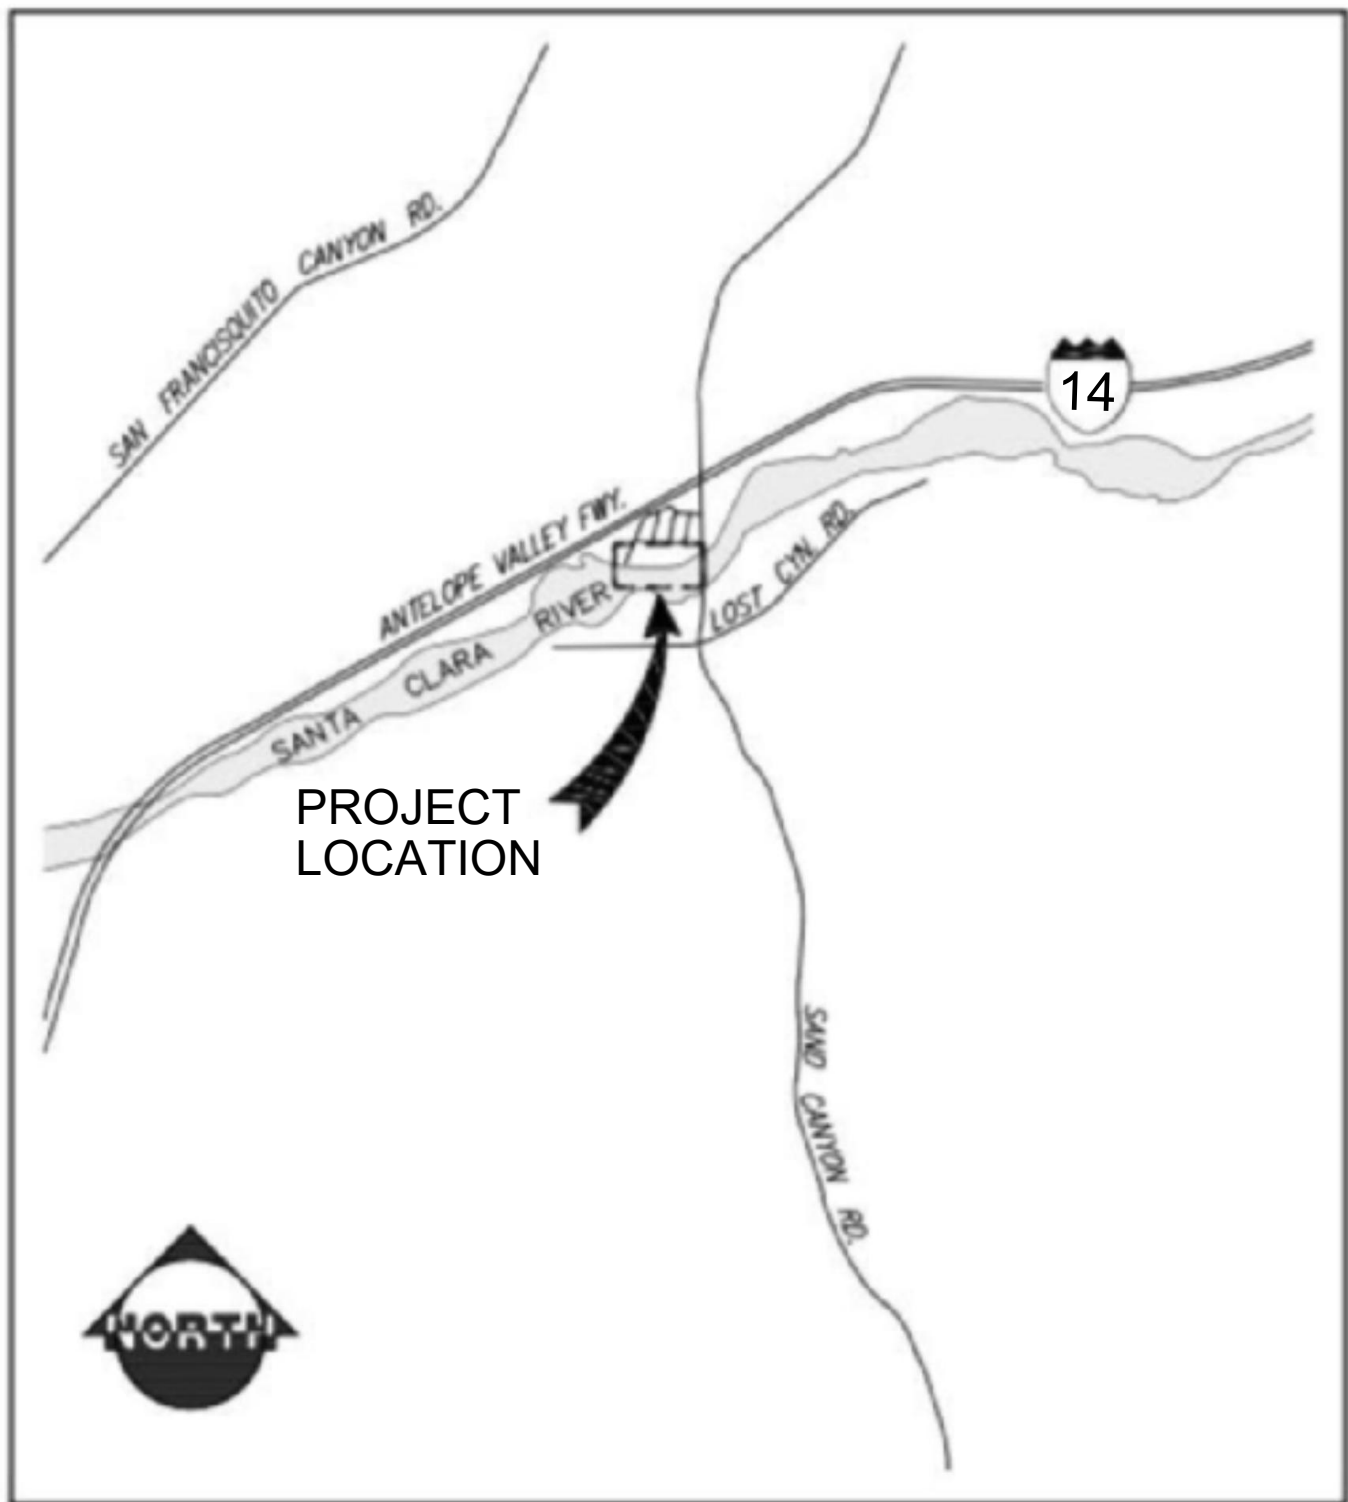 SAN FRANCISQUITO CANYON RD.
14
ANTELOPE VALLEY FWY.
LOST CYN. RD.
SANTA CLARA RIVER
PROJECT
LOCATION
SAND CANYON RD.
NORTH